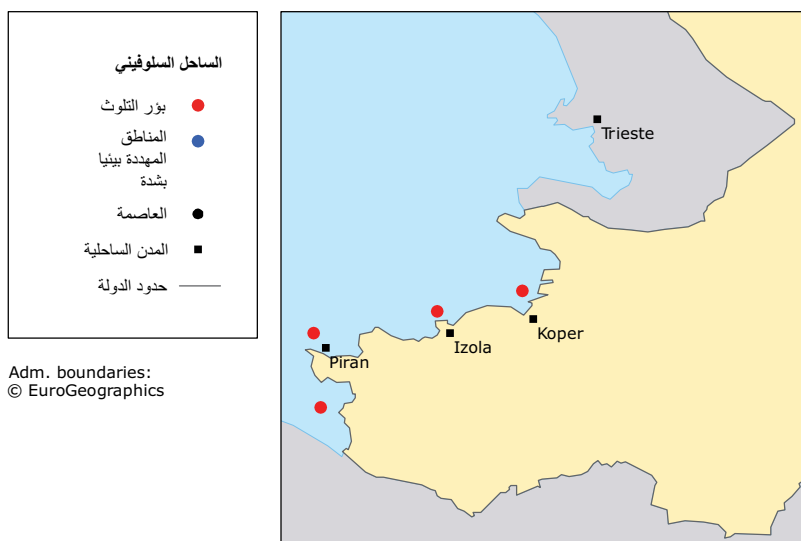 الساحل السلوفيني
بؤر التلوث
المناطق
المهددة بيئيا
بشدة
العاصمة
المدن الساحلية
حدود الدولة
Adm. boundaries:
© EuroGeographics
Trieste
Koper
Izola
Piran